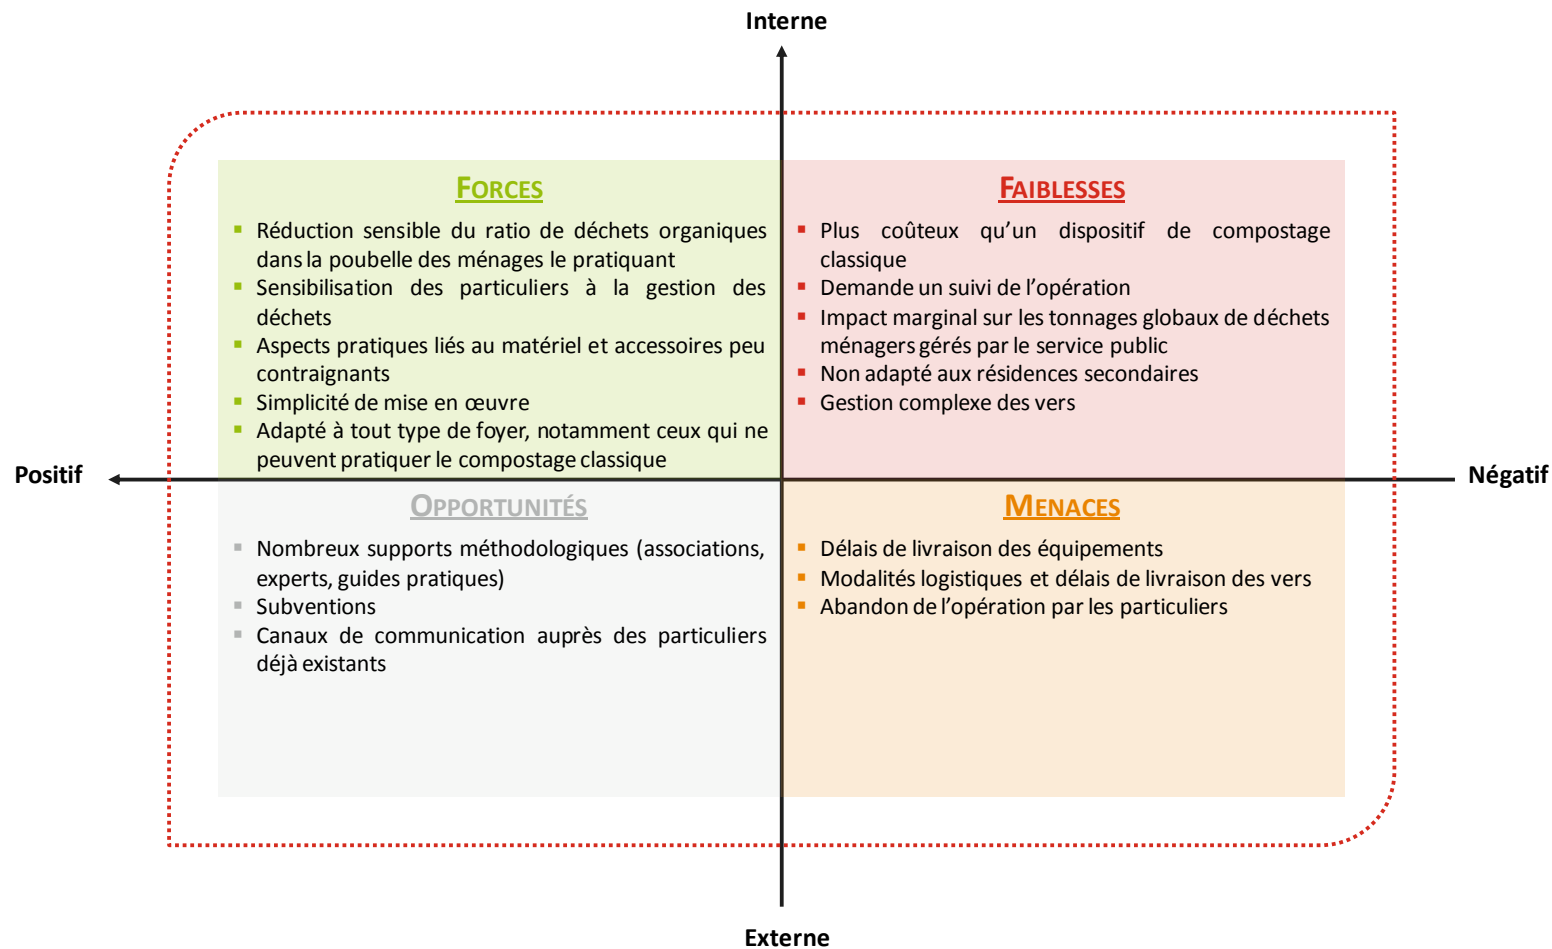 Interne
FORCES
▪ Réduction sensible du ratio de déchets organiques
dans la poubelle des ménages le pratiquant
▪ Sensibilisation des particuliers à la gestion des
déchets
▪ Aspects pratiques liés au matériel et accessoires peu
contraignants
▪ Simplicité de mise en œuvre
▪ Adapté à tout type de foyer, notamment ceux qui ne
peuvent pratiquer le compostage classique
FAIBLESSES
▪ Plus coûteux qu’un dispositif de compostage
classique
▪ Demande un suivi de l’opération
▪ Impact marginal sur les tonnages globaux de déchets
ménagers gérés par le service public
▪ Non adapté aux résidences secondaires
▪ Gestion complexe des vers
Positif
Négatif
OPPORTUNITÉS
▪ Nombreux supports méthodologiques (associations,
experts, guides pratiques)
▪ Subventions
▪ Canaux de communication auprès des particuliers
déjà existants
MENACES
▪ Délais de livraison des équipements
▪ Modalités logistiques et délais de livraison des vers
▪ Abandon de l’opération par les particuliers
Externe